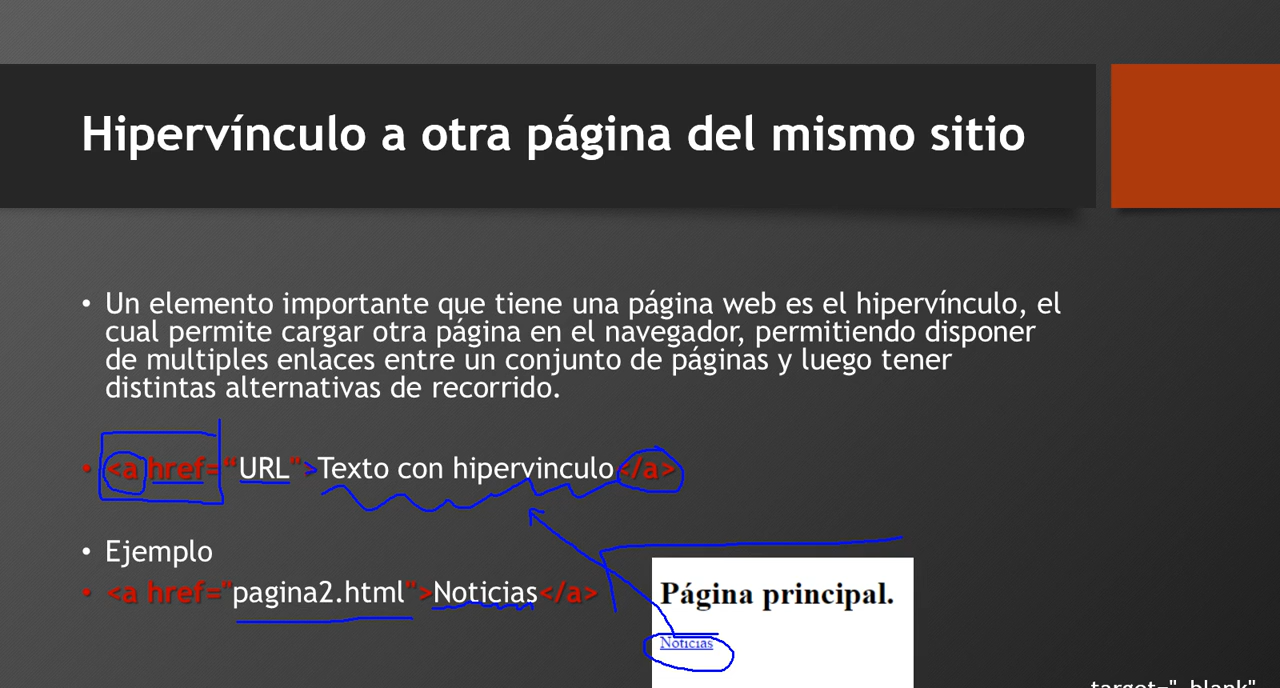 Hipervínculo a otra página del mismo sitio
• Un elemento importante que tiene una página web es el hipervínculo, el
cual permite cargar otra página en el navegador, permitiendo disponer
de multiples enlaces entre un conjunto de páginas y luego tener
distintas alternativas de recorrido.
• <a href=“URL">Texto con hipervinculo</a>
• Ejemplo
• <a href="pagina2.html">Noticias</a>
Página principal.
Noticias
target="_blank"